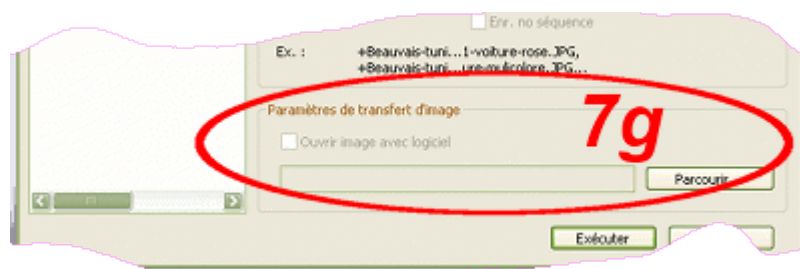 Enr. no séquence
Ex. : +Beauvais-tuni...1-voiture-rose.JPG,
+Beauvais-tuni...ure-mulicolore.JPG...
Paramètres de transfert d'image
7g
Ouvrir image avec logiciel
Parcourir
Exécuter